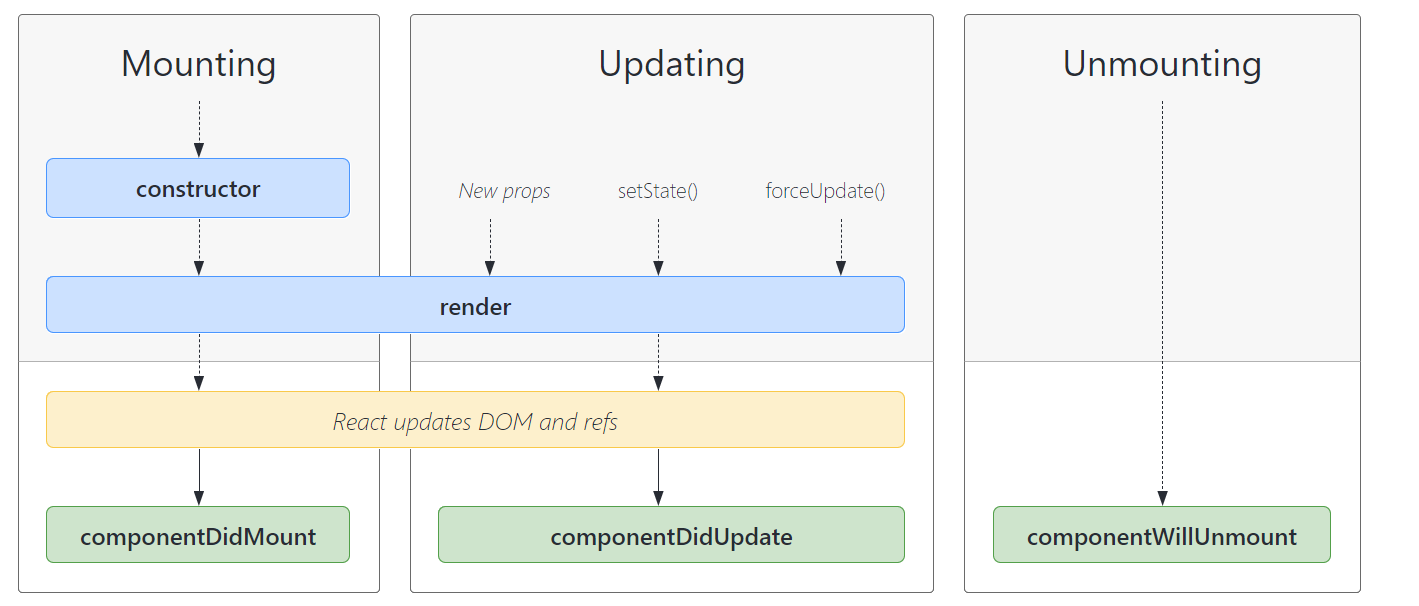 Mounting
Updating
Unmounting
constructor
New props
setState()
forceUpdate()
render
React updates DOM and refs
componentDidMount
componentDidUpdate
componentWillUnmount